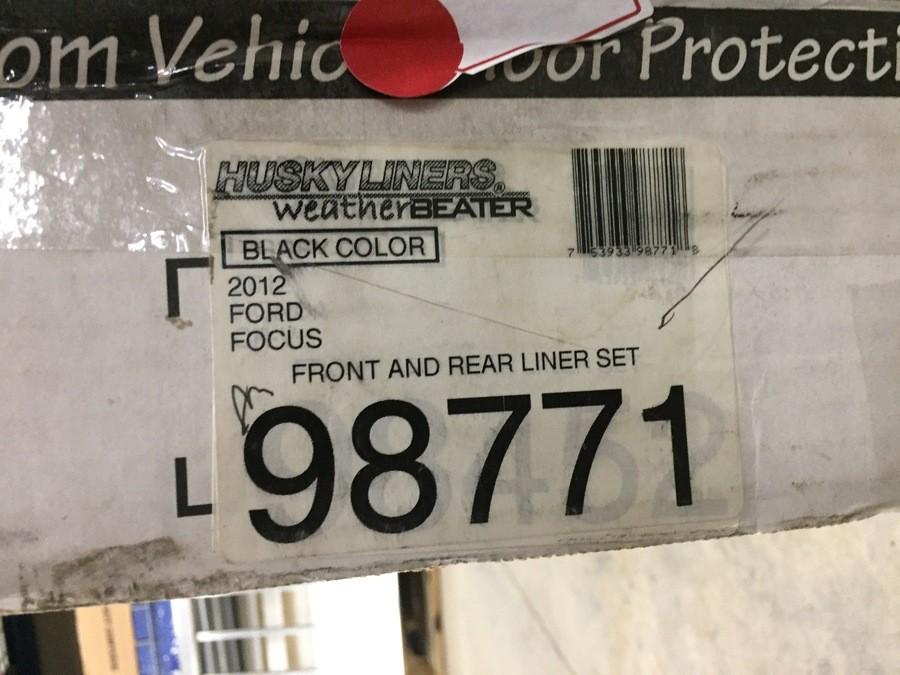 om Vehic oor Protecti
HUSKYLINERS®
weatherBEATER
BLACK COLOR
7 53933 98771 8
2012
FORD
FOCUS
FRONT AND REAR LINER SET
98771